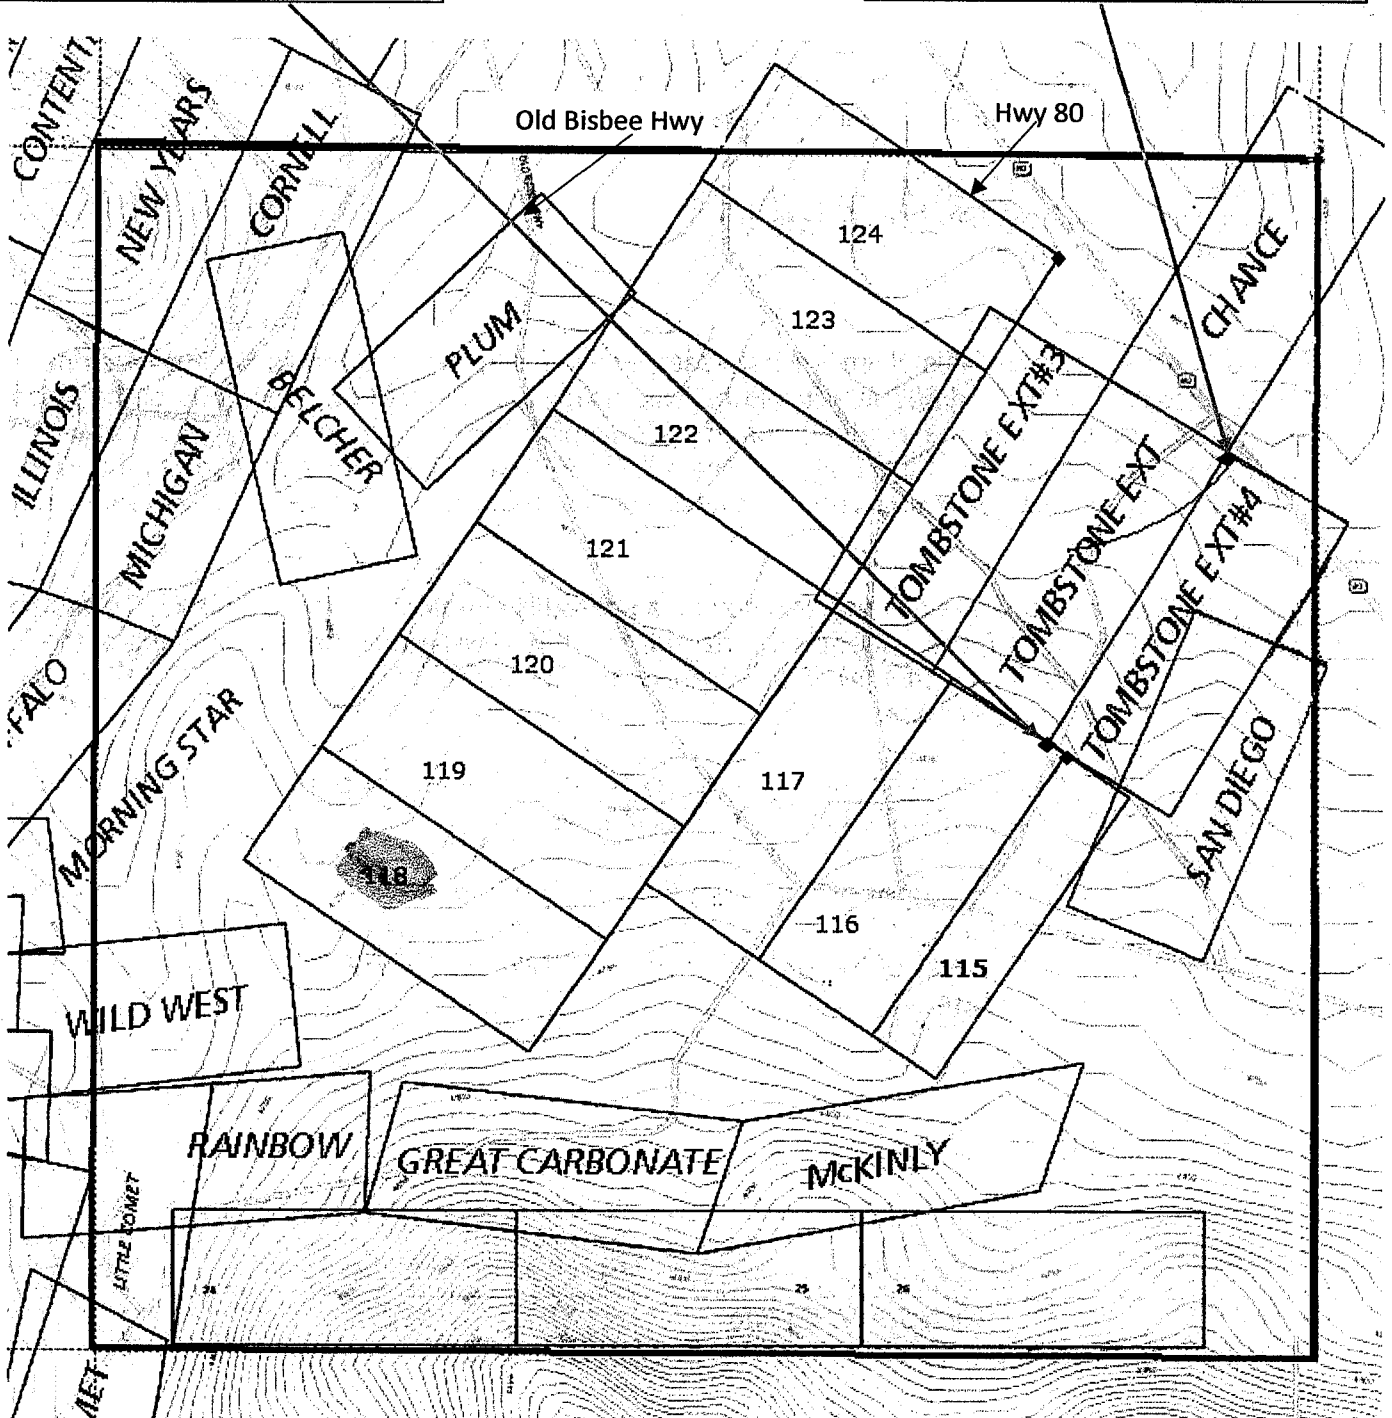 CONTENT
NEW YEARS
CORNELL
Old Bisbee Hwy
Hwy 80
124
CHANCE
123
PLUM
TOMBSTONE EXT#3
ILLINOIS
BELCHER
122
MICHIGAN
TOMBSTONE EXT
121
TOMBSTONE EXT#4
120
FALO
MORNING STAR
119
117
SAN DIEGO
118
116
115
WILD WEST
RAINBOW
GREAT CARBONATE
McKINLY
LITTLE COMET
24
25
26
MET